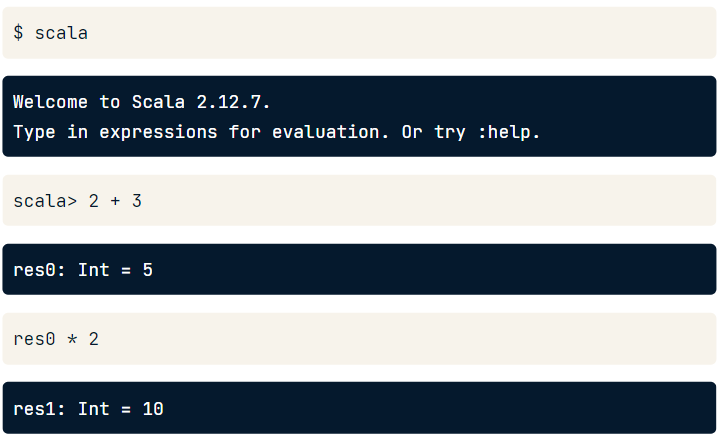 $ scala
Welcome to Scala 2.12.7.
Type in expressions for evaluation. Or try :help.
scala> 2 + 3
res0: Int = 5
res0 * 2
res1: Int = 10